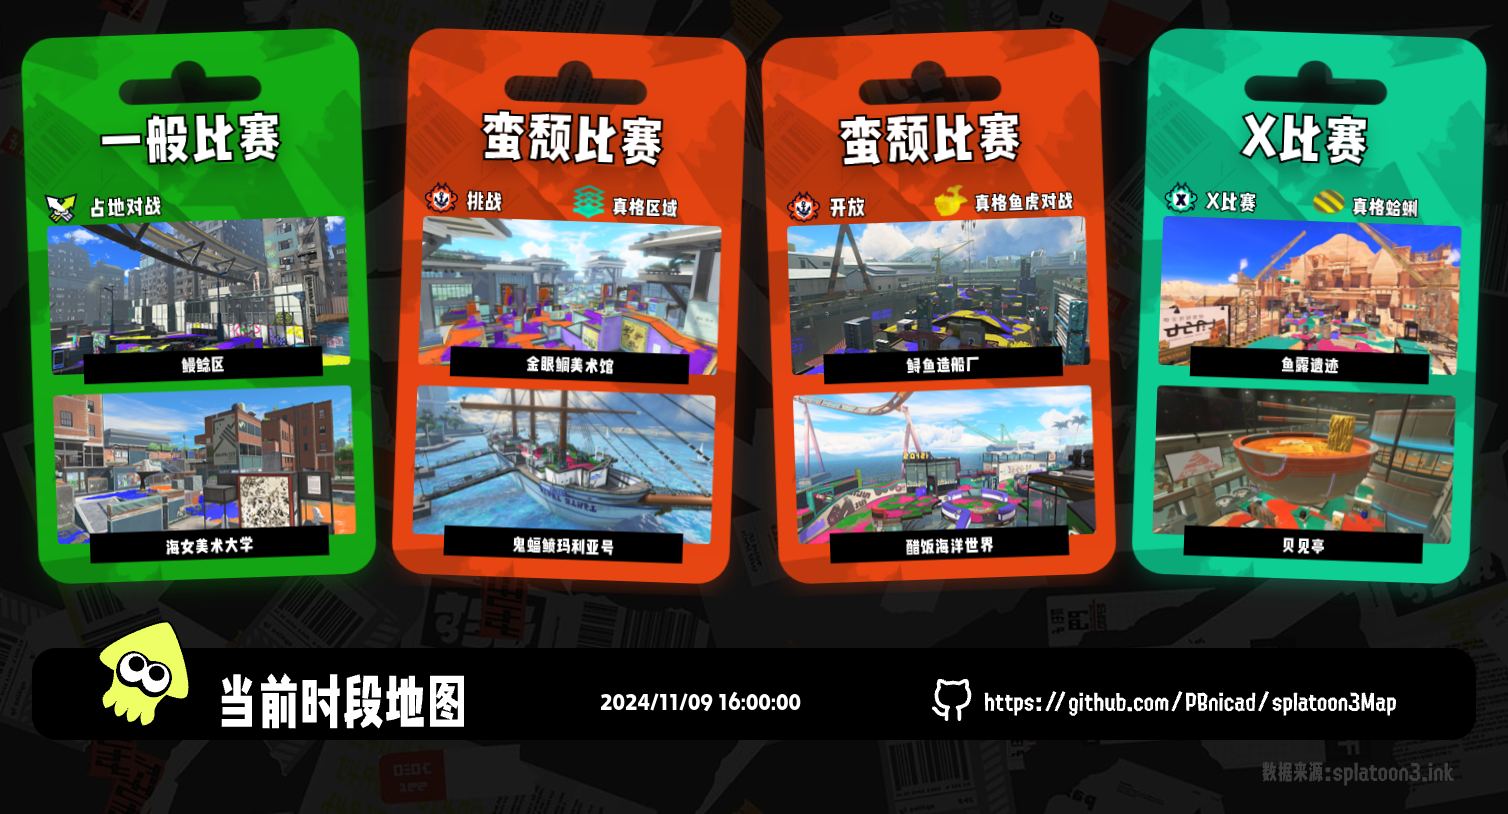 一般比赛
占地对战
鳗鲶区
海女美术大学
蛮颓比赛
挑战
真格区域
金眼鲷美术馆
鬼蝠鲼玛利亚号
蛮颓比赛
开放
真格鱼虎对战
鲟鱼造船厂
醋饭海洋世界
X比赛
X比赛
真格蛤蜊
鱼露遗迹
贝见亭
当前时段地图
2024/11/09 16:00:00
https://github.com/PBnicad/splatoon3Map
数据来源:splatoon3.ink